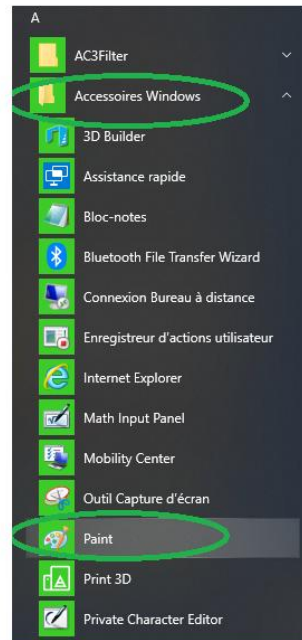 A
AC3Filter
Accessoires Windows
3D Builder
Assistance rapide
Bloc-notes
Bluetooth File Transfer Wizard
Connexion Bureau à distance
Enregistreur d'actions utilisateur
Internet Explorer
Math Input Panel
Mobility Center
Outil Capture d'écran
Paint
Print 3D
Private Character Editor